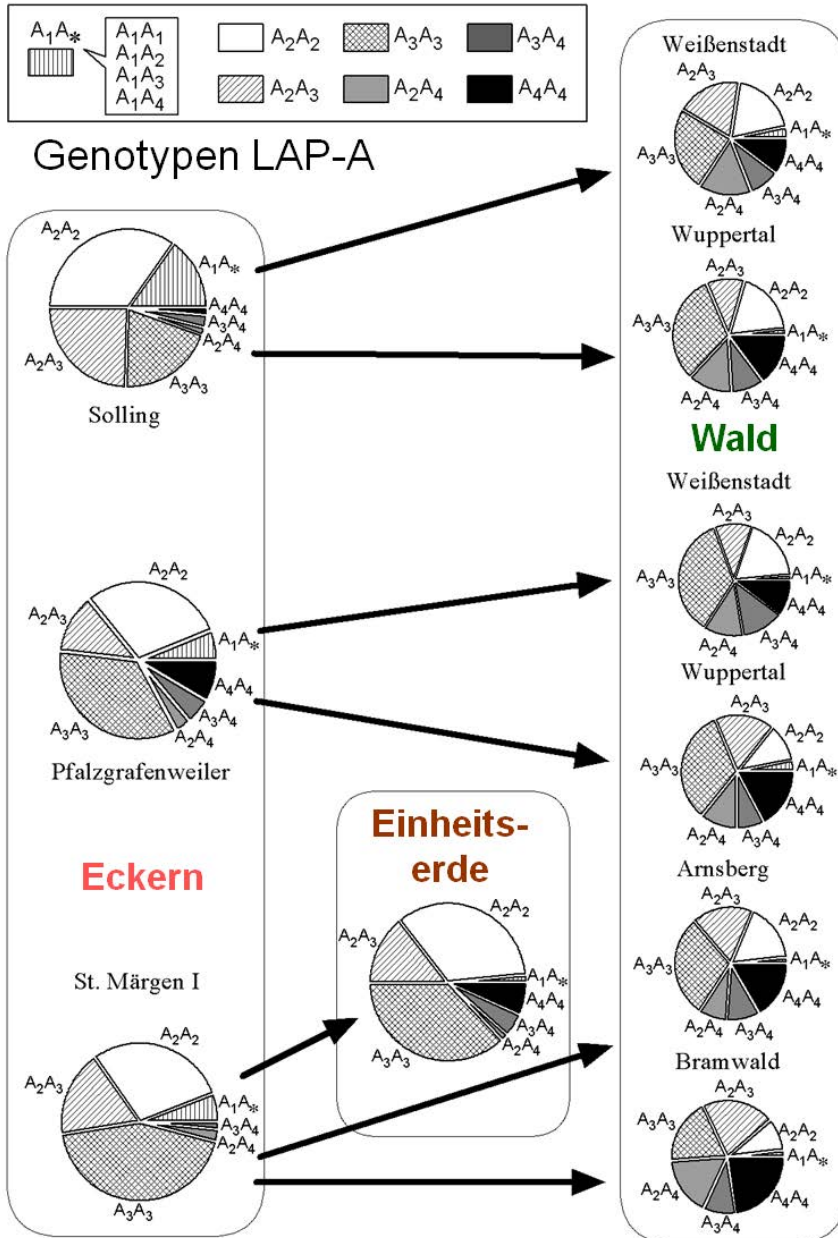 A₁A*
A₁A₁
A₁A₂
A₁A₃
A₁A₄
A₂A₂
A₃A₃
A₃A₄
A₂A₃
A₂A₄
A₄A₄
Genotypen LAP-A
A₂A₂
A₁A*
A₄A₄
A₃A₄
A₂A₄
A₃A₃
A₂A₃
Solling
A₂A₂
A₂A₃
A₁A*
A₄A₄
A₃A₄
A₂A₄
A₃A₃
Pfalzgrafenweiler
Eckern
St. Märgen I
A₂A₂
A₂A₃
A₁A*
A₃A₄
A₂A₄
A₃A₃
Einheits-
erde
A₂A₂
A₂A₃
A₁A*
A₄A₄
A₃A₄
A₂A₄
A₃A₃
Weißenstadt
A₂A₃
A₂A₂
A₁A*
A₃A₃
A₄A₄
A₃A₄
A₂A₄
Wuppertal
A₂A₃
A₂A₂
A₃A₃
A₁A*
A₄A₄
A₂A₄
A₃A₄
Wald
Weißenstadt
A₂A₃
A₂A₂
A₃A₃
A₁A*
A₄A₄
A₃A₄
A₂A₄
Wuppertal
A₂A₃
A₂A₂
A₃A₃
A₁A*
A₄A₄
A₂A₄
A₃A₄
Arnsberg
A₂A₃
A₂A₂
A₃A₃
A₁A*
A₄A₄
A₂A₄
A₃A₄
Bramwald
A₂A₃
A₃A₃
A₂A₂
A₁A*
A₂A₄
A₄A₄
A₃A₄